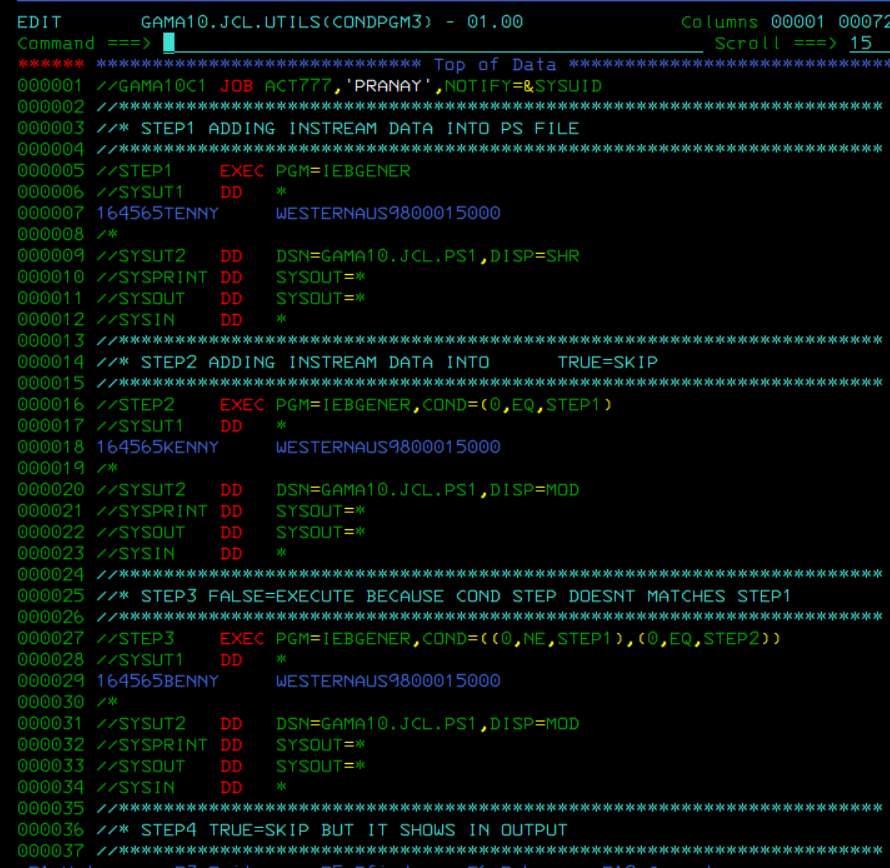 EDIT GAMA10.JCL.UTILS(CONDPGM3) - 01.00 Columns 00001 00072
Command ===> Scroll ===> 15
****** ***************************** Top of Data *****************************
000001 //GAMA10C1 JOB ACT777,'PRANAY',NOTIFY=&SYSUID
000002 //********************************************************************
000003 //* STEP1 ADDING INSTREAM DATA INTO PS FILE
000004 //********************************************************************
000005 //STEP1 EXEC PGM=IEBGENER
000006 //SYSUT1 DD *
000007 164565TENNY WESTERNAUS9800015000
000008 /*
000009 //SYSUT2 DD DSN=GAMA10.JCL.PS1,DISP=SHR
000010 //SYSPRINT DD SYSOUT=*
000011 //SYSOUT DD SYSOUT=*
000012 //SYSIN DD *
000013 //********************************************************************
000014 //* STEP2 ADDING INSTREAM DATA INTO TRUE=SKIP
000015 //********************************************************************
000016 //STEP2 EXEC PGM=IEBGENER,COND=(0,EQ,STEP1)
000017 //SYSUT1 DD *
000018 164565KENNY WESTERNAUS9800015000
000019 /*
000020 //SYSUT2 DD DSN=GAMA10.JCL.PS1,DISP=MOD
000021 //SYSPRINT DD SYSOUT=*
000022 //SYSOUT DD SYSOUT=*
000023 //SYSIN DD *
000024 //********************************************************************
000025 //* STEP3 FALSE=EXECUTE BECAUSE COND STEP DOESNT MATCHES STEP1
000026 //********************************************************************
000027 //STEP3 EXEC PGM=IEBGENER,COND=((0,NE,STEP1),(0,EQ,STEP2))
000028 //SYSUT1 DD *
000029 164565BENNY WESTERNAUS9800015000
000030 /*
000031 //SYSUT2 DD DSN=GAMA10.JCL.PS1,DISP=MOD
000032 //SYSPRINT DD SYSOUT=*
000033 //SYSOUT DD SYSOUT=*
000034 //SYSIN DD *
000035 //********************************************************************
000036 //* STEP4 TRUE=SKIP BUT IT SHOWS IN OUTPUT
000037 //********************************************************************